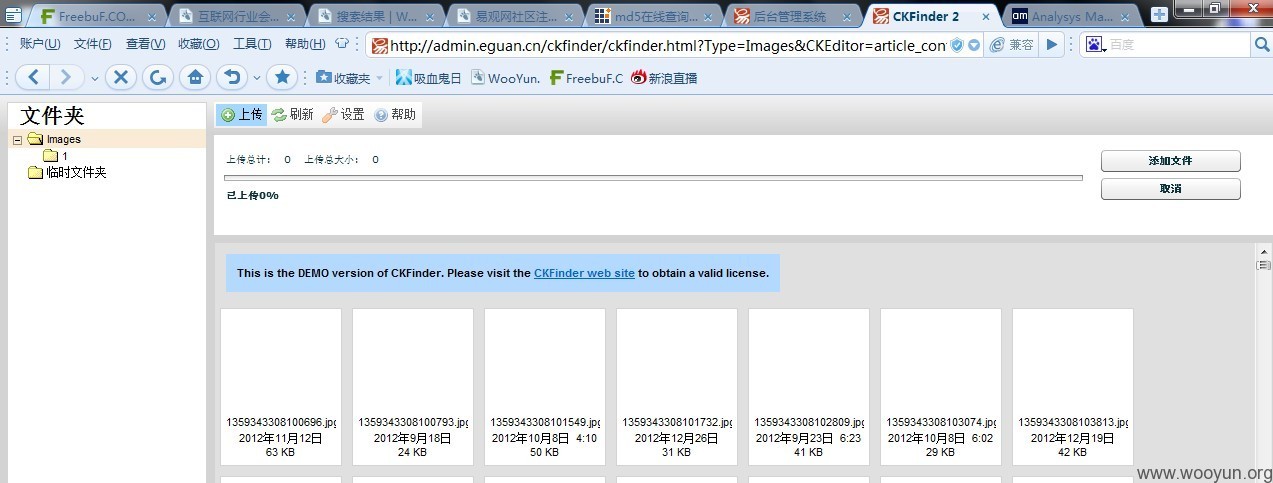 FreebuF.CO...
互联网行业会...
搜索结果 | W...
易观网社区注...
md5在线查询...
后台管理系统
CKFinder 2
Analysys Ma...
账户(U) 文件(F) 查看(V) 收藏(O) 工具(T) 帮助(H)
http://admin.eguan.cn/ckfinder/ckfinder.html?Type=Images&CKEditor=article_con
兼容
百度
收藏夹
吸血鬼日
WooYun.
FreebuF.C
新浪直播
文件夹
Images
1
临时文件夹
上传 刷新 设置 帮助
上传总计： 0 上传总大小： 0
已上传0%
添加文件
取消
This is the DEMO version of CKFinder. Please visit the CKFinder web site to obtain a valid license.
1359343308100696.jpg
2012年11月12日
63 KB
1359343308100793.jpg
2012年9月18日
24 KB
1359343308101549.jpg
2012年10月8日 4:10
50 KB
1359343308101732.jpg
2012年12月26日
31 KB
1359343308102809.jpg
2012年9月23日 6:23
41 KB
1359343308103074.jpg
2012年10月8日 6:02
29 KB
1359343308103813.jpg
2012年12月19日
42 KB
www.wooyun.org